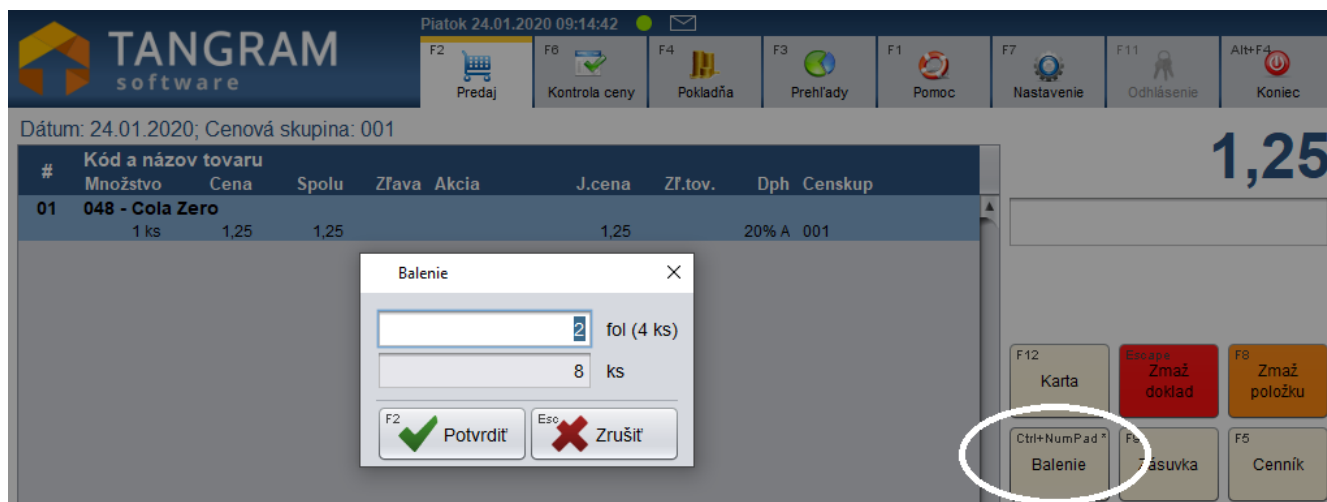 TANGRAM
software
Piatok 24.01.2020 09:14:42
F2 Predaj
F6 Kontrola ceny
F4 Pokladňa
F3 Prehľady
F1 Pomoc
F7 Nastavenie
F11 Odhlásenie
Alt+F4 Koniec
Dátum: 24.01.2020; Cenová skupina: 001
1,25
# Kód a názov tovaru
Množstvo Cena Spolu Zľava Akcia J.cena Zľ.tov. Dph Censkup
01 048 - Cola Zero
1 ks 1,25 1,25 1,25 20% A 001
Balenie
2 fol (4 ks)
8 ks
F2 Potvrdiť
Esc Zrušiť
F12 Karta
Escape Zmaž doklad
F8 Zmaž položku
Ctrl+NumPad * Balenie
Zásuvka
F5 Cenník